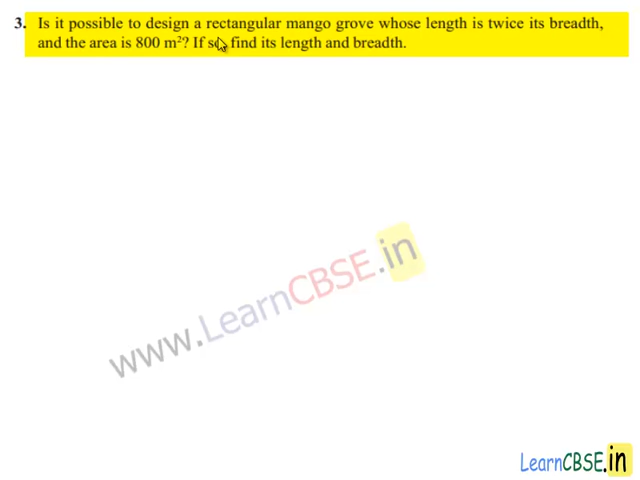 3. Is it possible to design a rectangular mango grove whose length is twice its breadth,
and the area is 800 m²? If so, find its length and breadth.
www.LearnCBSE.in
LearnCBSE.in